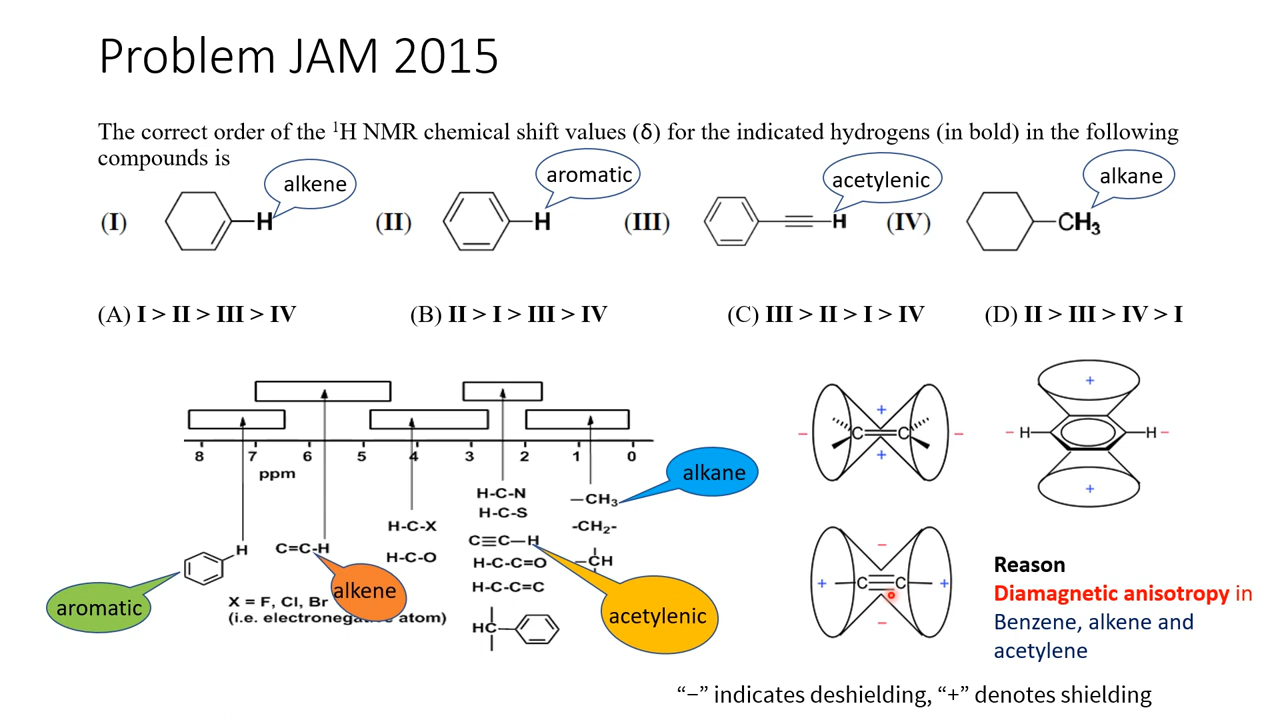 Problem JAM 2015
The correct order of the ¹H NMR chemical shift values (δ) for the indicated hydrogens (in bold) in the following
compounds is
alkene
aromatic
acetylenic
alkane
(I)
H
(II)
H
(III)
H
(IV)
CH₃
(A) I > II > III > IV
(B) II > I > III > IV
(C) III > II > I > IV
(D) II > III > IV > I
8 7 6 5 4 3 2 1 0
ppm
alkane
H-C-N
H-C-S
C≡C-H
H-C-C=O
H-C-C=C
HC
—CH₃
-CH₂-
-CH
H-C-X
H-C-O
H
C=C-H
aromatic
alkene
acetylenic
X = F, Cl, Br
(i.e. electronega atom)
+
− C=C −
+
+
− H H −
+
−
+ C≡C +
−
Reason
Diamagnetic anisotropy in
Benzene, alkene and
acetylene
“−” indicates deshielding, “+” denotes shielding